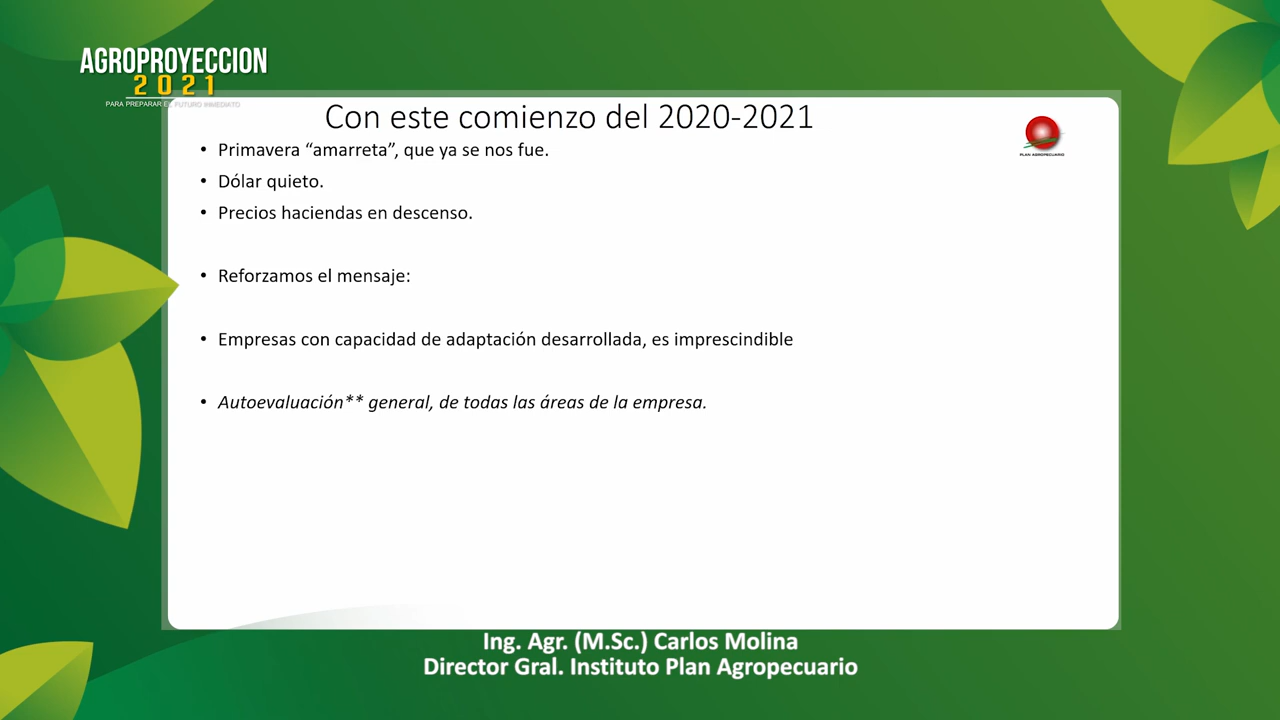 AGROPROYECCION
2021
PARA PREPARAR EL FUTURO INMEDIATO
Con este comienzo del 2020-2021
PLAN AGROPECUARIO
• Primavera “amarreta”, que ya se nos fue.
• Dólar quieto.
• Precios haciendas en descenso.
• Reforzamos el mensaje:
• Empresas con capacidad de adaptación desarrollada, es imprescindible
• Autoevaluación** general, de todas las áreas de la empresa.
Ing. Agr. (M.Sc.) Carlos Molina
Director Gral. Instituto Plan Agropecuario